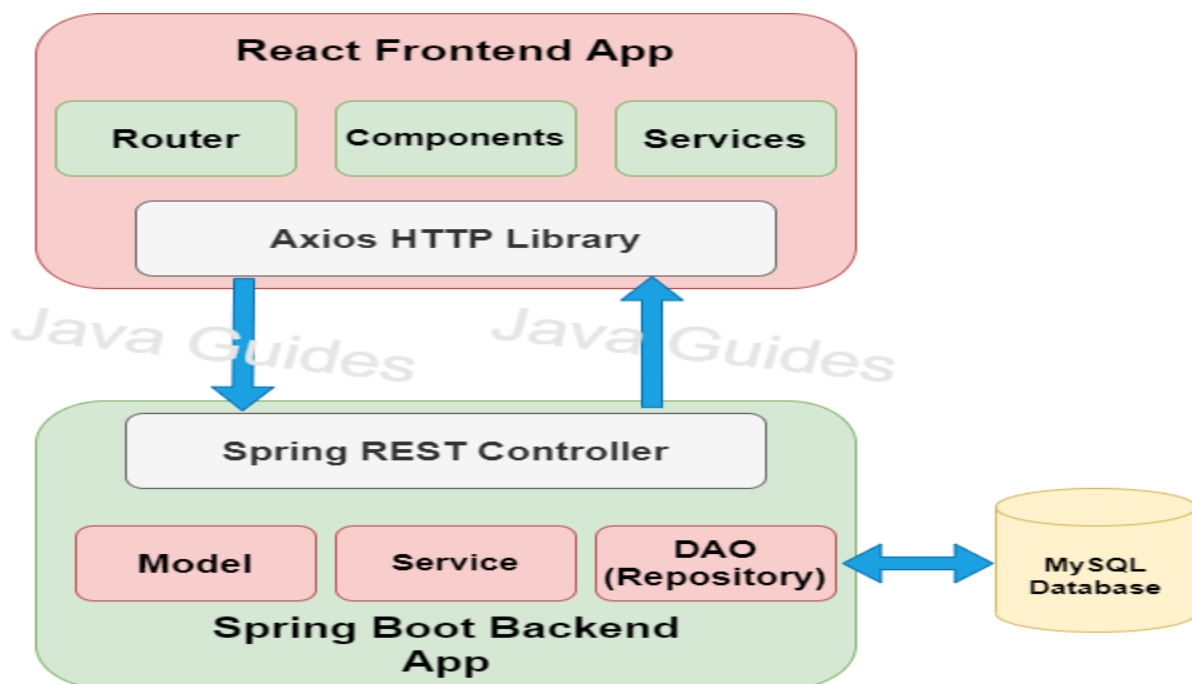 React Frontend App
Router
Components
Services
Axios HTTP Library
Java Guides
Java Guides
Spring REST Controller
Model
Service
DAO
(Repository)
MySQL
Database
Spring Boot Backend
App